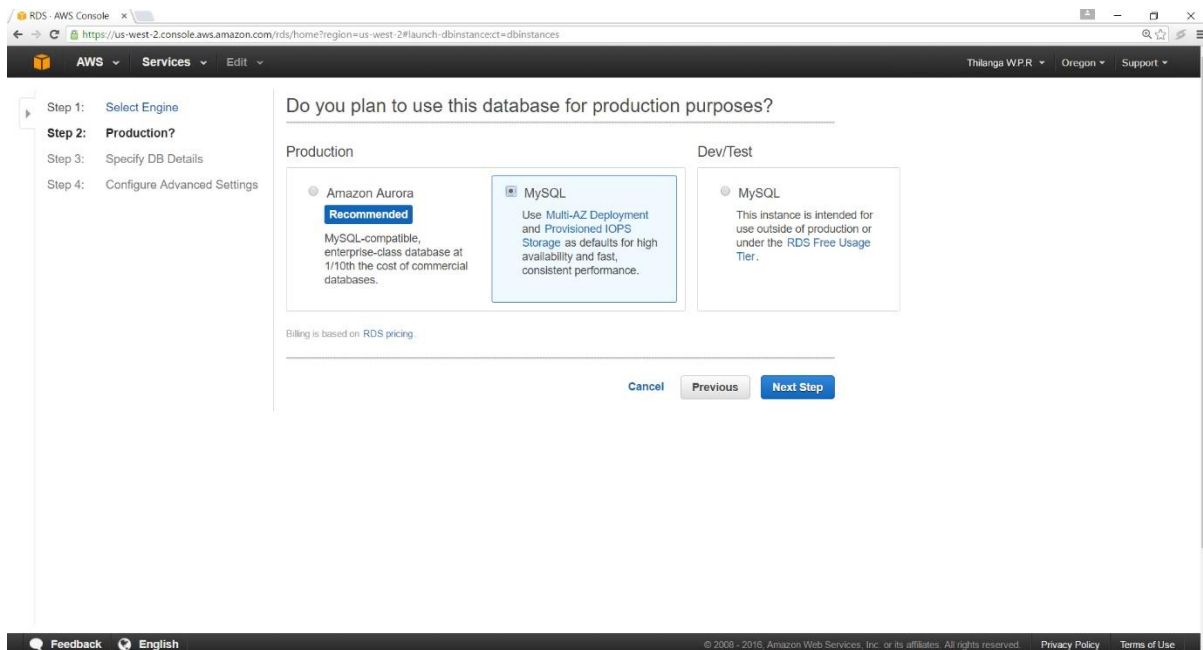 RDS · AWS Console
https://us-west-2.console.aws.amazon.com/rds/home?region=us-west-2#launch-dbinstance:ct=dbinstances
AWS Services Edit Thilanga W.P.R Oregon Support
Step 1: Select Engine
Step 2: Production?
Step 3: Specify DB Details
Step 4: Configure Advanced Settings
Do you plan to use this database for production purposes?
Production
Amazon Aurora
Recommended
MySQL-compatible,
enterprise-class database at
1/10th the cost of commercial
databases.
MySQL
Use Multi-AZ Deployment
and Provisioned IOPS
Storage as defaults for high
availability and fast,
consistent performance.
Dev/Test
MySQL
This instance is intended for
use outside of production or
under the RDS Free Usage
Tier.
Billing is based on RDS pricing.
Cancel Previous Next Step
Feedback English © 2008 - 2016, Amazon Web Services, Inc. or its affiliates. All rights reserved. Privacy Policy Terms of Use